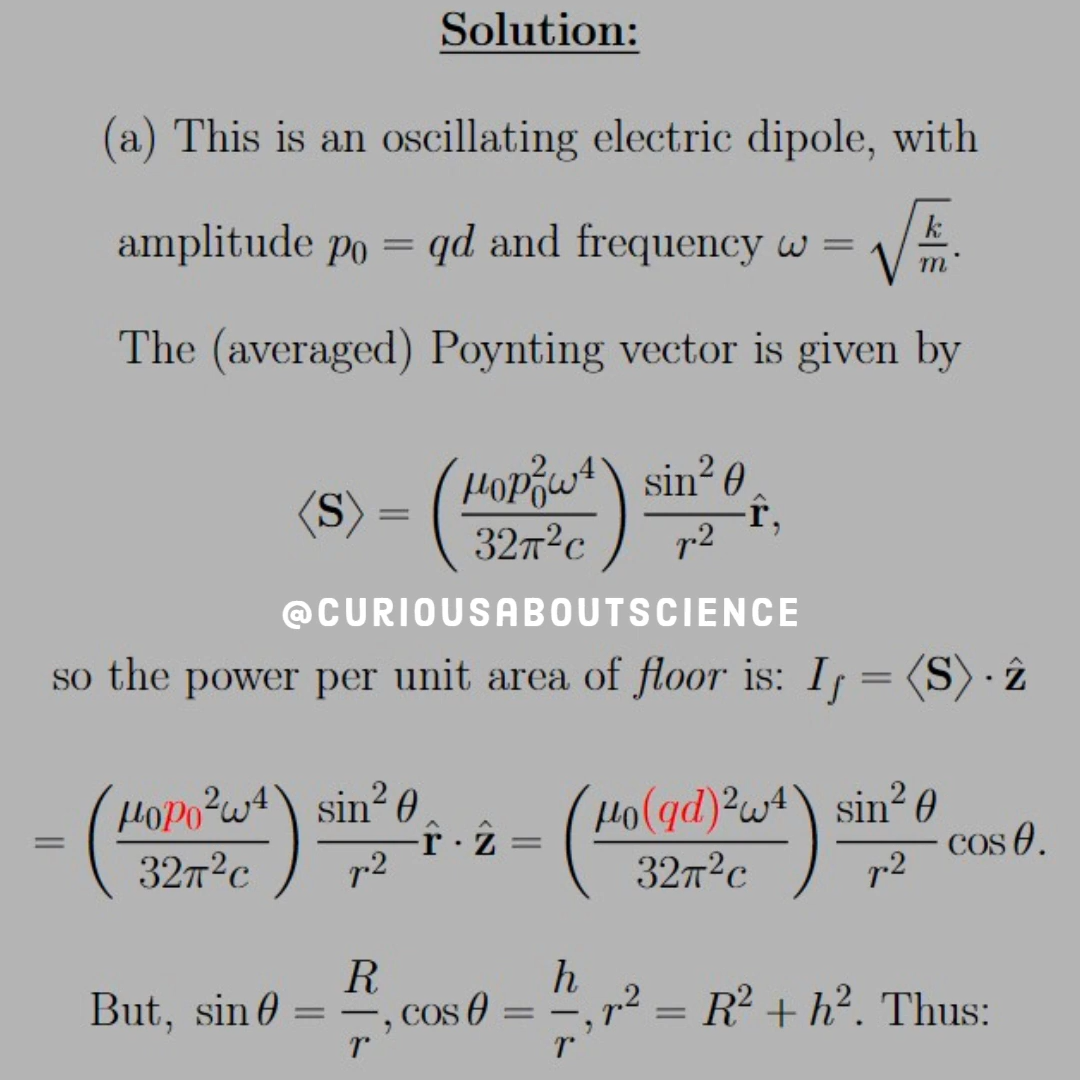 Solution:
(a) This is an oscillating electric dipole, with
amplitude p₀ = qd and frequency ω = √(k/m).
The (averaged) Poynting vector is given by
⟨S⟩ = (μ₀p₀²ω⁴ / 32π²c) sin²θ / r² r̂,
@CURIOUSABOUTSCIENCE
so the power per unit area of floor is: I_f = ⟨S⟩ · ẑ
= (μ₀p₀²ω⁴ / 32π²c) sin²θ / r² r̂ · ẑ = (μ₀(qd)²ω⁴ / 32π²c) sin²θ / r² cos θ.
But, sin θ = R/r, cos θ = h/r, r² = R² + h². Thus: